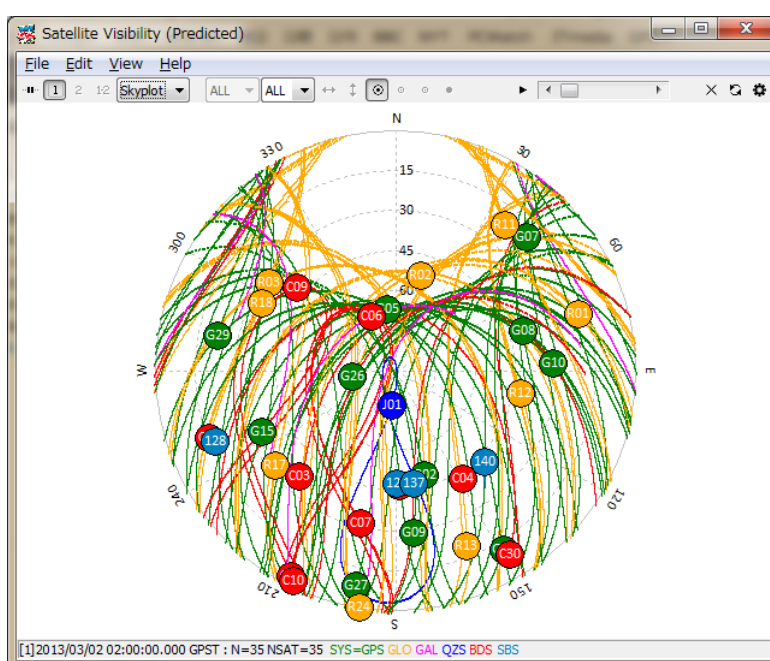 Satellite Visibility (Predicted)
File Edit View Help
1 2 1-2 Skyplot ALL ALL
N
330 30
15
30
R11
G07
300 60
45
R02
R03 C09
60
R18
G05
C06
R01
G29 G08
G10
W E
G26
R12
J01
G15
128
140
R17
C03 C04
137
240 120
C07
G09
R13
C30
C10
210 150
G27
R24
S
[1]2013/03/02 02:00:00.000 GPST : N=35 NSAT=35 SYS=GPS GLO GAL QZS BDS SBS